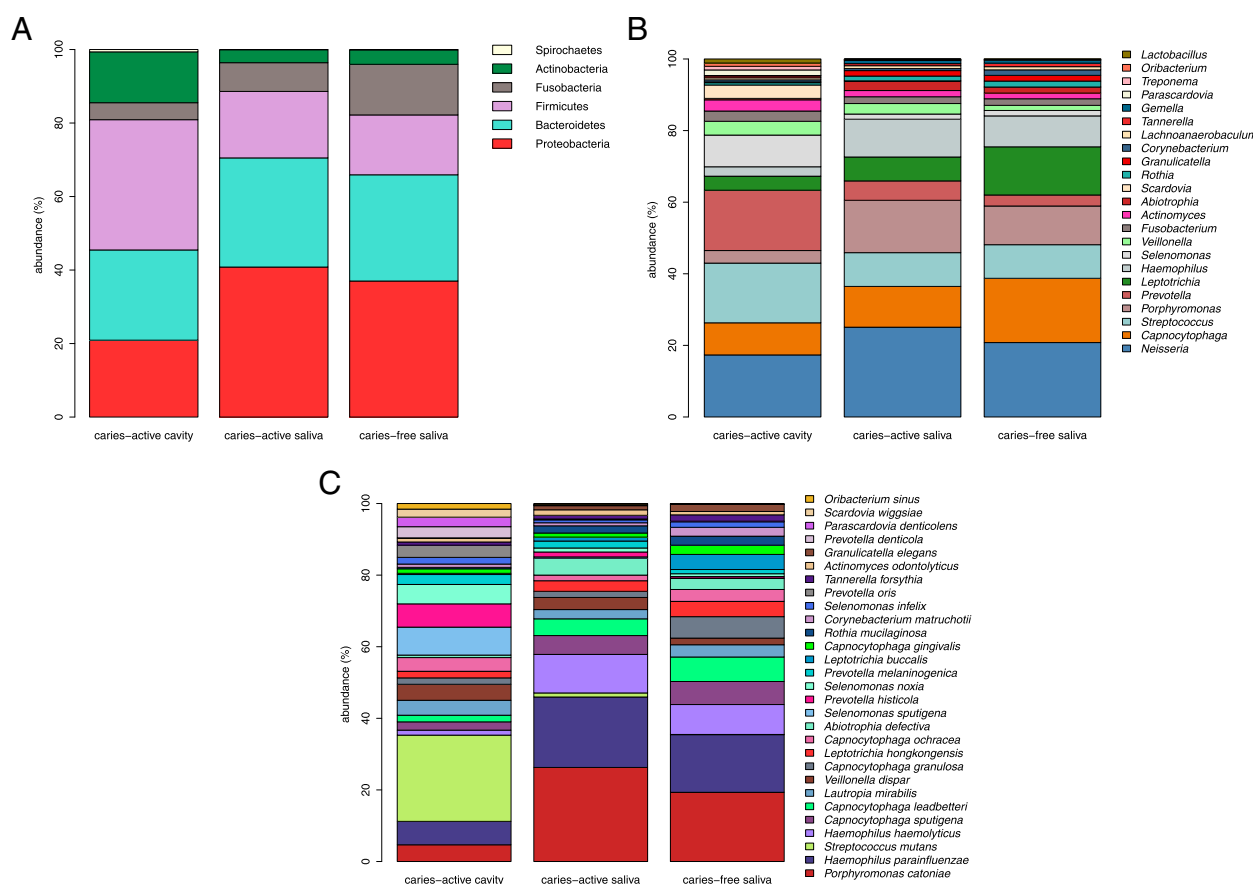 A
100
80
60
40
20
0
abundance (%)
caries−active cavity
caries−active saliva
caries−free saliva
Spirochaetes
Actinobacteria
Fusobacteria
Firmicutes
Bacteroidetes
Proteobacteria
B
100
80
60
40
20
0
abundance (%)
caries−active cavity
caries−active saliva
caries−free saliva
Lactobacillus
Oribacterium
Treponema
Parascardovia
Gemella
Tannerella
Lachnoanaerobaculum
Corynebacterium
Granulicatella
Rothia
Scardovia
Abiotrophia
Actinomyces
Fusobacterium
Veillonella
Selenomonas
Haemophilus
Leptotrichia
Prevotella
Porphyromonas
Streptococcus
Capnocytophaga
Neisseria
C
100
80
60
40
20
0
abundance (%)
caries−active cavity
caries−active saliva
caries−free saliva
Oribacterium sinus
Scardovia wiggsiae
Parascardovia denticolens
Prevotella denticola
Granulicatella elegans
Actinomyces odontolyticus
Tannerella forsythia
Prevotella oris
Selenomonas infelix
Corynebacterium matruchotii
Rothia mucilaginosa
Capnocytophaga gingivalis
Leptotrichia buccalis
Prevotella melaninogenica
Selenomonas noxia
Prevotella histicola
Selenomonas sputigena
Abiotrophia defectiva
Capnocytophaga ochracea
Leptotrichia hongkongensis
Capnocytophaga granulosa
Veillonella dispar
Lautropia mirabilis
Capnocytophaga leadbetteri
Capnocytophaga sputigena
Haemophilus haemolyticus
Streptococcus mutans
Haemophilus parainfluenzae
Porphyromonas catoniae